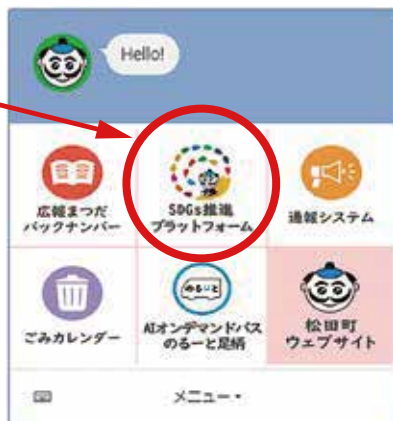 Hello!
広報まつだ
バックナンバー
SDGs推進
プラットフォーム
通報システム
ごみカレンダー
のるーと
AIオンデマンドバス
のるーと足柄
松田町
ウェブサイト
メニュー・